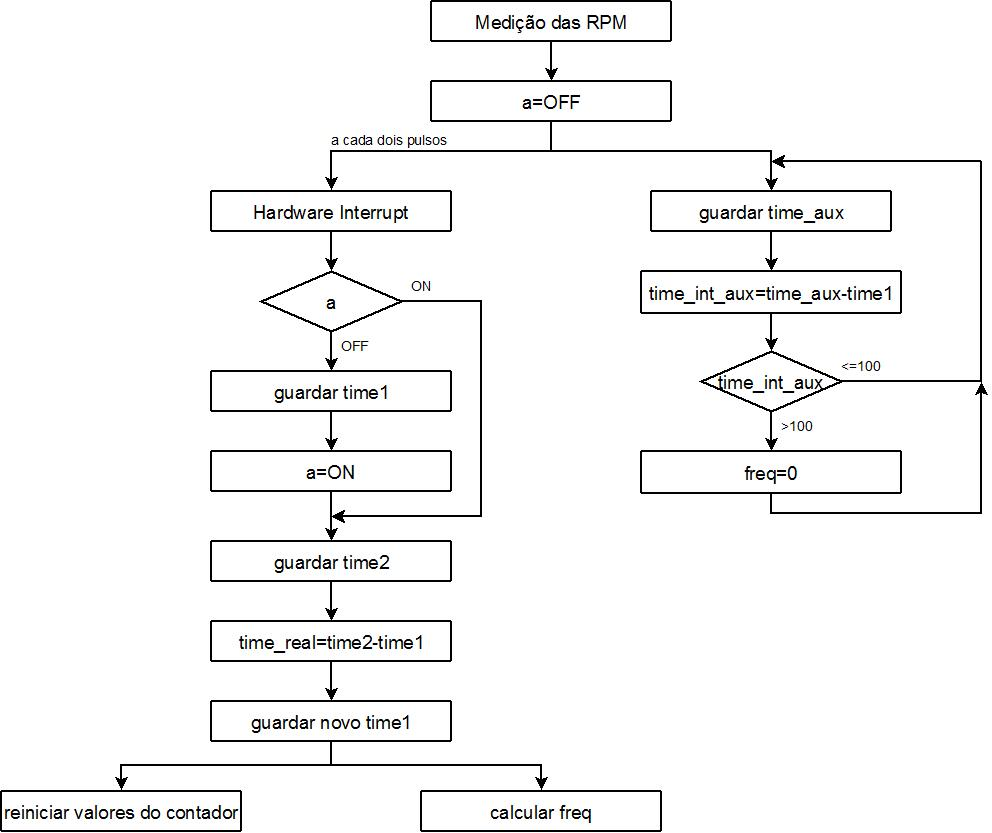 Medição das RPM
a=OFF
a cada dois pulsos
Hardware Interrupt
a
ON
OFF
guardar time1
a=ON
guardar time2
time_real=time2-time1
guardar novo time1
reiniciar valores do contador
calcular freq
guardar time_aux
time_int_aux=time_aux-time1
time_int_aux
<=100
>100
freq=0